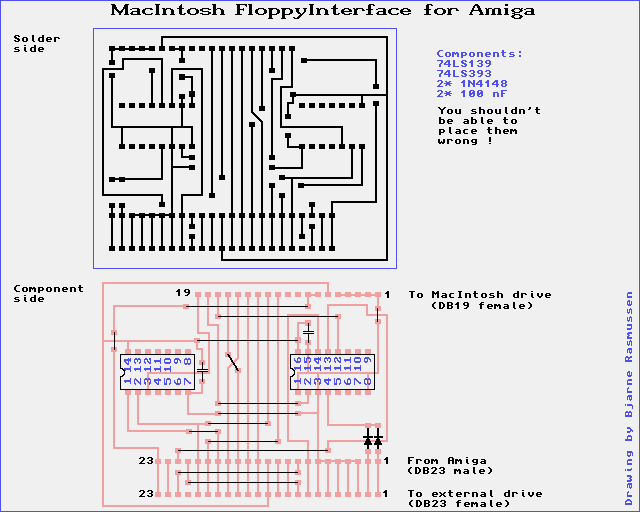 MacIntosh FloppyInterface for Amiga
Solder
side
Components:
74LS139
74LS393
2* 1N4148
2* 100 nF
You shouldn't
be able to
place them
wrong !
Component
side
19
1
To MacIntosh drive
(DB19 female)
14 13 12 11 10 9 8
1 2 3 4 5 6 7
16 15 14 13 12 11 10 9
1 2 3 4 5 6 7 8
23
1
From Amiga
(DB23 male)
23
1
To external drive
(DB23 female)
Drawing by Bjarne Rasmussen